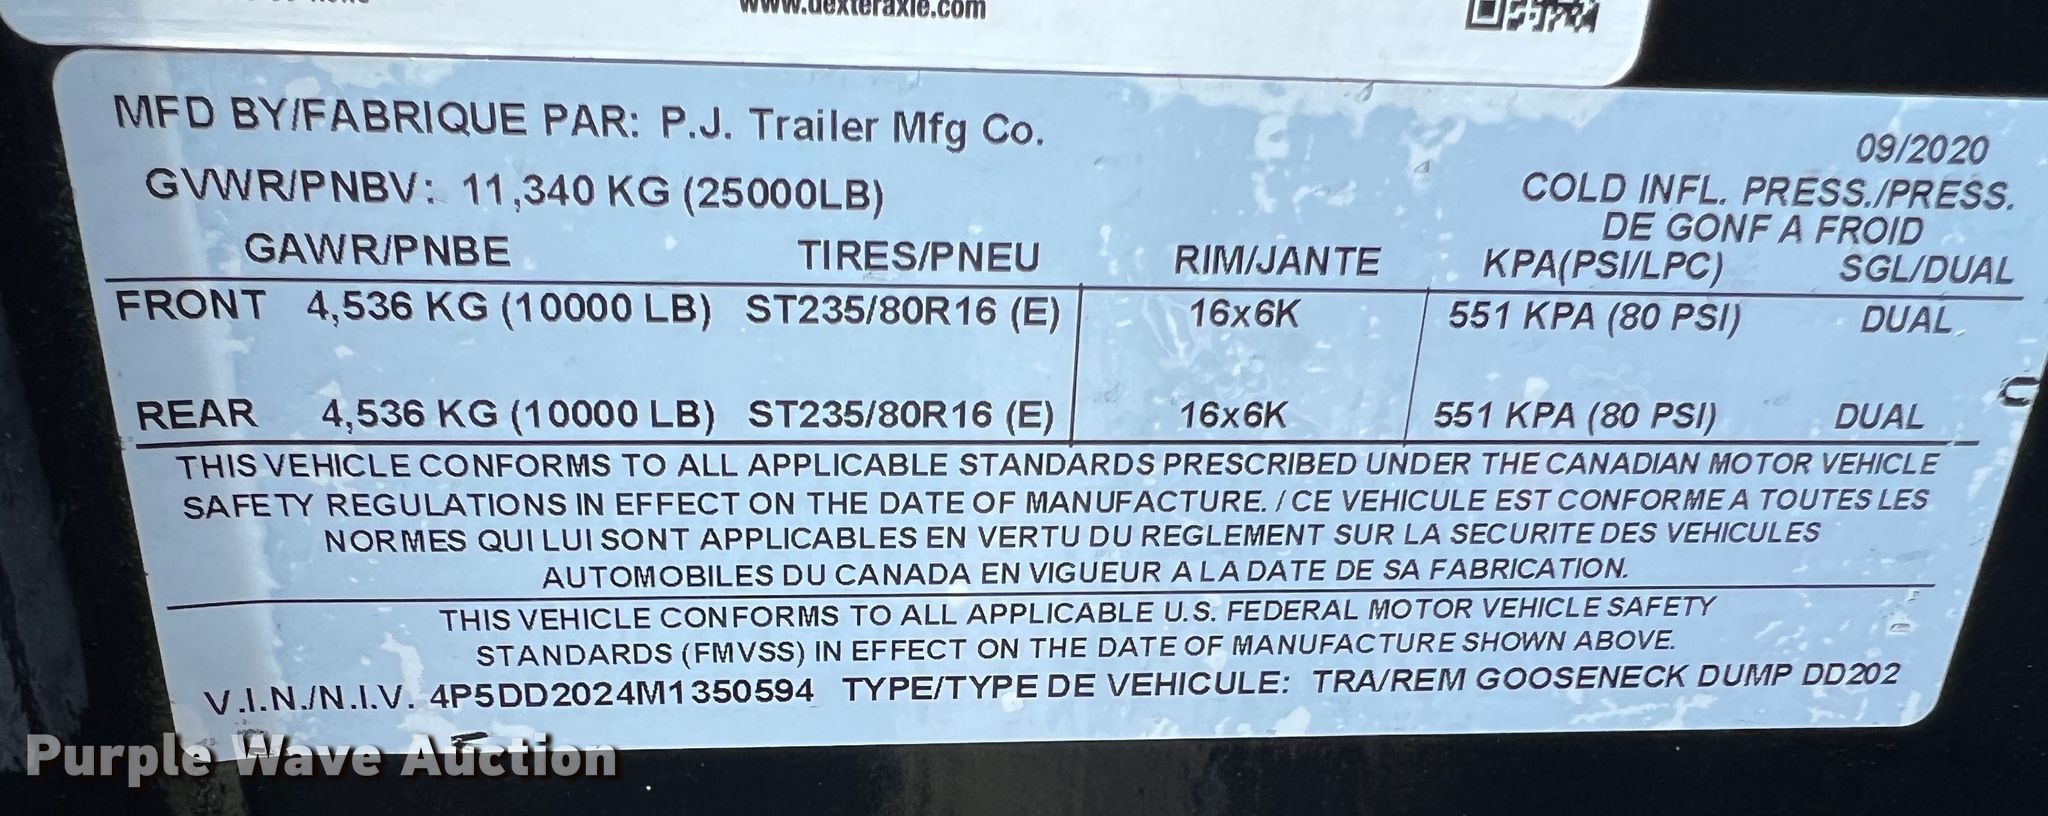 www.dexteraxle.com
MFD BY/FABRIQUE PAR: P.J. Trailer Mfg Co.
09/2020
GVWR/PNBV: 11,340 KG (25000LB)
COLD INFL. PRESS./PRESS.
DE GONF A FROID
GAWR/PNBE TIRES/PNEU RIM/JANTE KPA(PSI/LPC) SGL/DUAL
FRONT 4,536 KG (10000 LB) ST235/80R16 (E) 16x6K 551 KPA (80 PSI) DUAL
REAR 4,536 KG (10000 LB) ST235/80R16 (E) 16x6K 551 KPA (80 PSI) DUAL
THIS VEHICLE CONFORMS TO ALL APPLICABLE STANDARDS PRESCRIBED UNDER THE CANADIAN MOTOR VEHICLE
SAFETY REGULATIONS IN EFFECT ON THE DATE OF MANUFACTURE. / CE VEHICULE EST CONFORME A TOUTES LES
NORMES QUI LUI SONT APPLICABLES EN VERTU DU REGLEMENT SUR LA SECURITE DES VEHICULES
AUTOMOBILES DU CANADA EN VIGUEUR A LA DATE DE SA FABRICATION.
THIS VEHICLE CONFORMS TO ALL APPLICABLE U.S. FEDERAL MOTOR VEHICLE SAFETY
STANDARDS (FMVSS) IN EFFECT ON THE DATE OF MANUFACTURE SHOWN ABOVE.
V.I.N./N.I.V. 4P5DD2024M1350594 TYPE/TYPE DE VEHICULE: TRA/REM GOOSENECK DUMP DD202
Purple Wave Auction